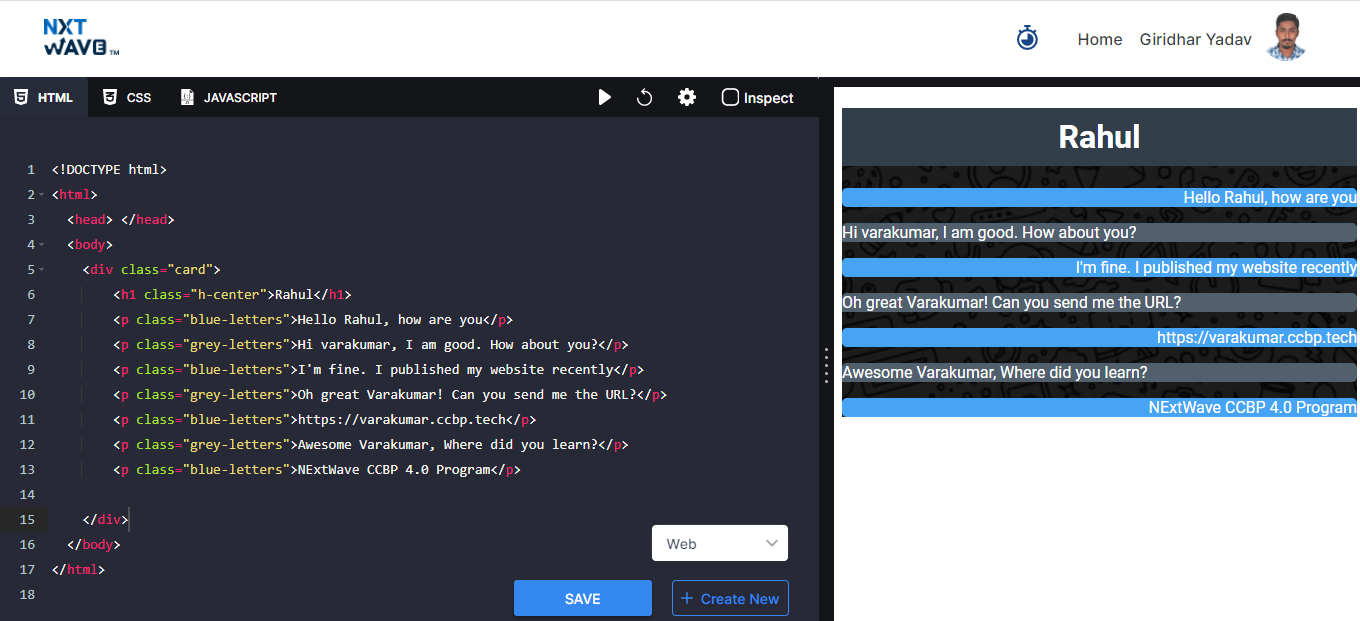 NXT
WAVE TM
Home Giridhar Yadav
HTML CSS JAVASCRIPT Inspect
1 <!DOCTYPE html>
2 <html>
3 <head> </head>
4 <body>
5 <div class="card">
6 <h1 class="h-center">Rahul</h1>
7 <p class="blue-letters">Hello Rahul, how are you</p>
8 <p class="grey-letters">Hi varakumar, I am good. How about you?</p>
9 <p class="blue-letters">I'm fine. I published my website recently</p>
10 <p class="grey-letters">Oh great Varakumar! Can you send me the URL?</p>
11 <p class="blue-letters">https://varakumar.ccbp.tech</p>
12 <p class="grey-letters">Awesome Varakumar, Where did you learn?</p>
13 <p class="blue-letters">NExtWave CCBP 4.0 Program</p>
14
15 </div>
16 </body>
17 </html>
18
Web
SAVE + Create New
Rahul
Hello Rahul, how are you
Hi varakumar, I am good. How about you?
I'm fine. I published my website recently
Oh great Varakumar! Can you send me the URL?
https://varakumar.ccbp.tech
Awesome Varakumar, Where did you learn?
NExtWave CCBP 4.0 Program